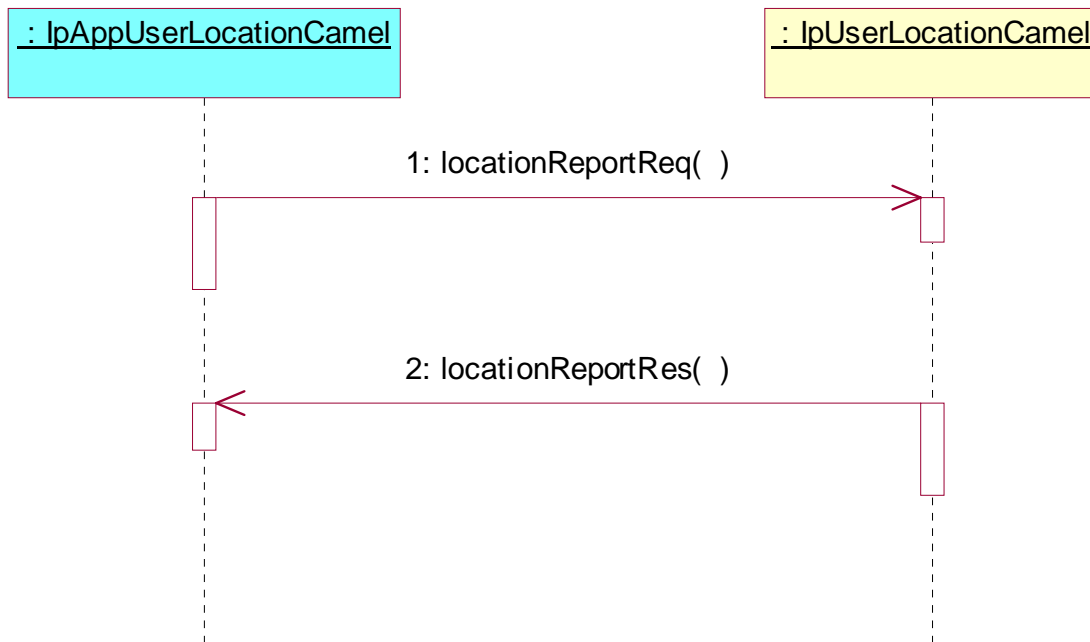 : IpAppUserLocationCamel
: IpUserLocationCamel
1: locationReportReq( )
2: locationReportRes( )